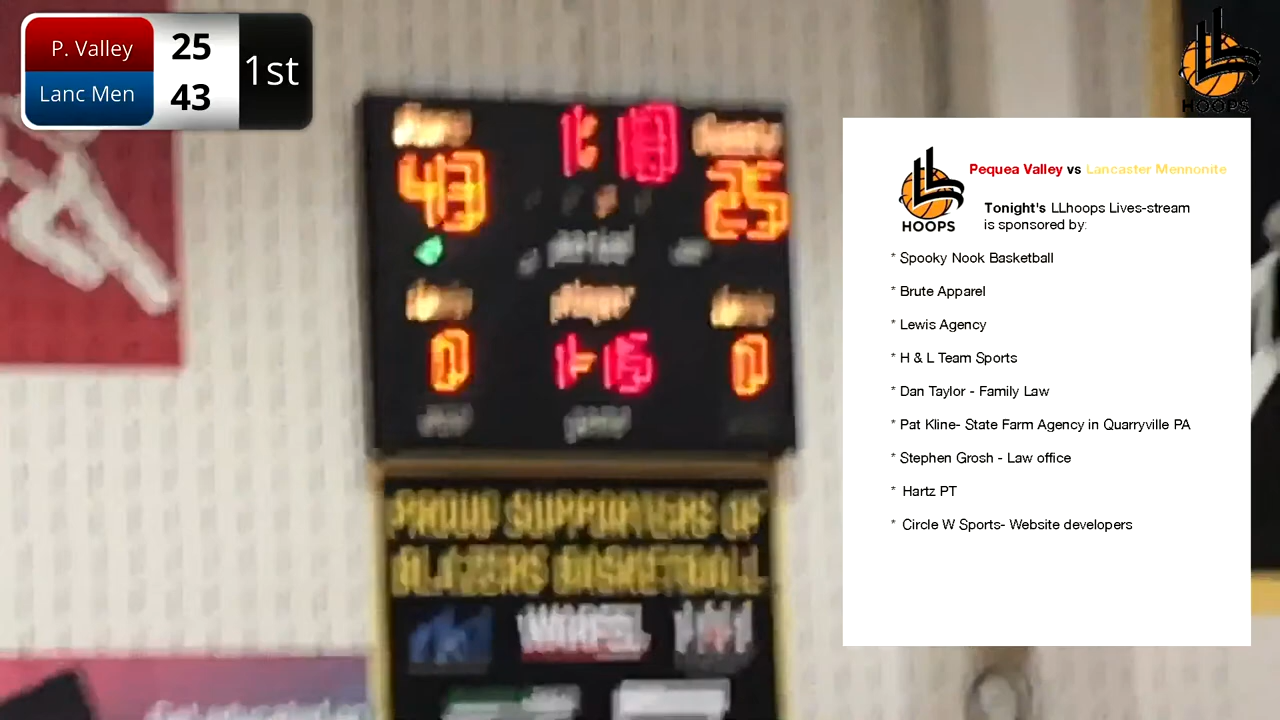 P. Valley 25
Lanc Men 43
1st
HOOPS
43
25
period
player
0
0
PROUD SUPPORTERS OF
BLAZERS BASKETBALL
HOOPS
Pequea Valley vs Lancaster Mennonite
Tonight's LLhoops Lives-stream
is sponsored by:
* Spooky Nook Basketball
* Brute Apparel
* Lewis Agency
* H & L Team Sports
* Dan Taylor - Family Law
* Pat Kline- State Farm Agency in Quarryville PA
* Stephen Grosh - Law office
* Hartz PT
* Circle W Sports- Website developers